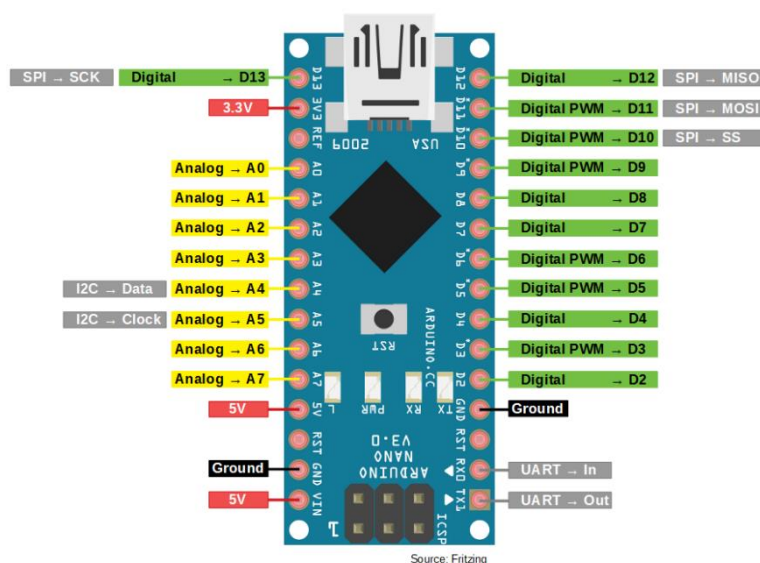 SPI → SCK
Digital → D13
3.3V
Analog → A0
Analog → A1
Analog → A2
Analog → A3
I2C → Data
Analog → A4
I2C → Clock
Analog → A5
Analog → A6
Analog → A7
5V
Ground
5V
D13
3V3
REF
A0
A1
A2
A3
A4
A5
A6
A7
5V
RST
GND
VIN
USA
2009
RST
ARDUINO.CC
L
PWR
RX
TX
ARDUINO
NANO
V3.0
1
ICSP
D12
D11
D10
D9
D8
D7
D6
D5
D4
D3
D2
GND
RST
RX0
TX1
Digital → D12
SPI → MISO
Digital PWM → D11
SPI → MOSI
Digital PWM → D10
SPI → SS
Digital PWM → D9
Digital → D8
Digital → D7
Digital PWM → D6
Digital PWM → D5
Digital → D4
Digital PWM → D3
Digital → D2
Ground
UART → In
UART → Out
Source: Fritzing